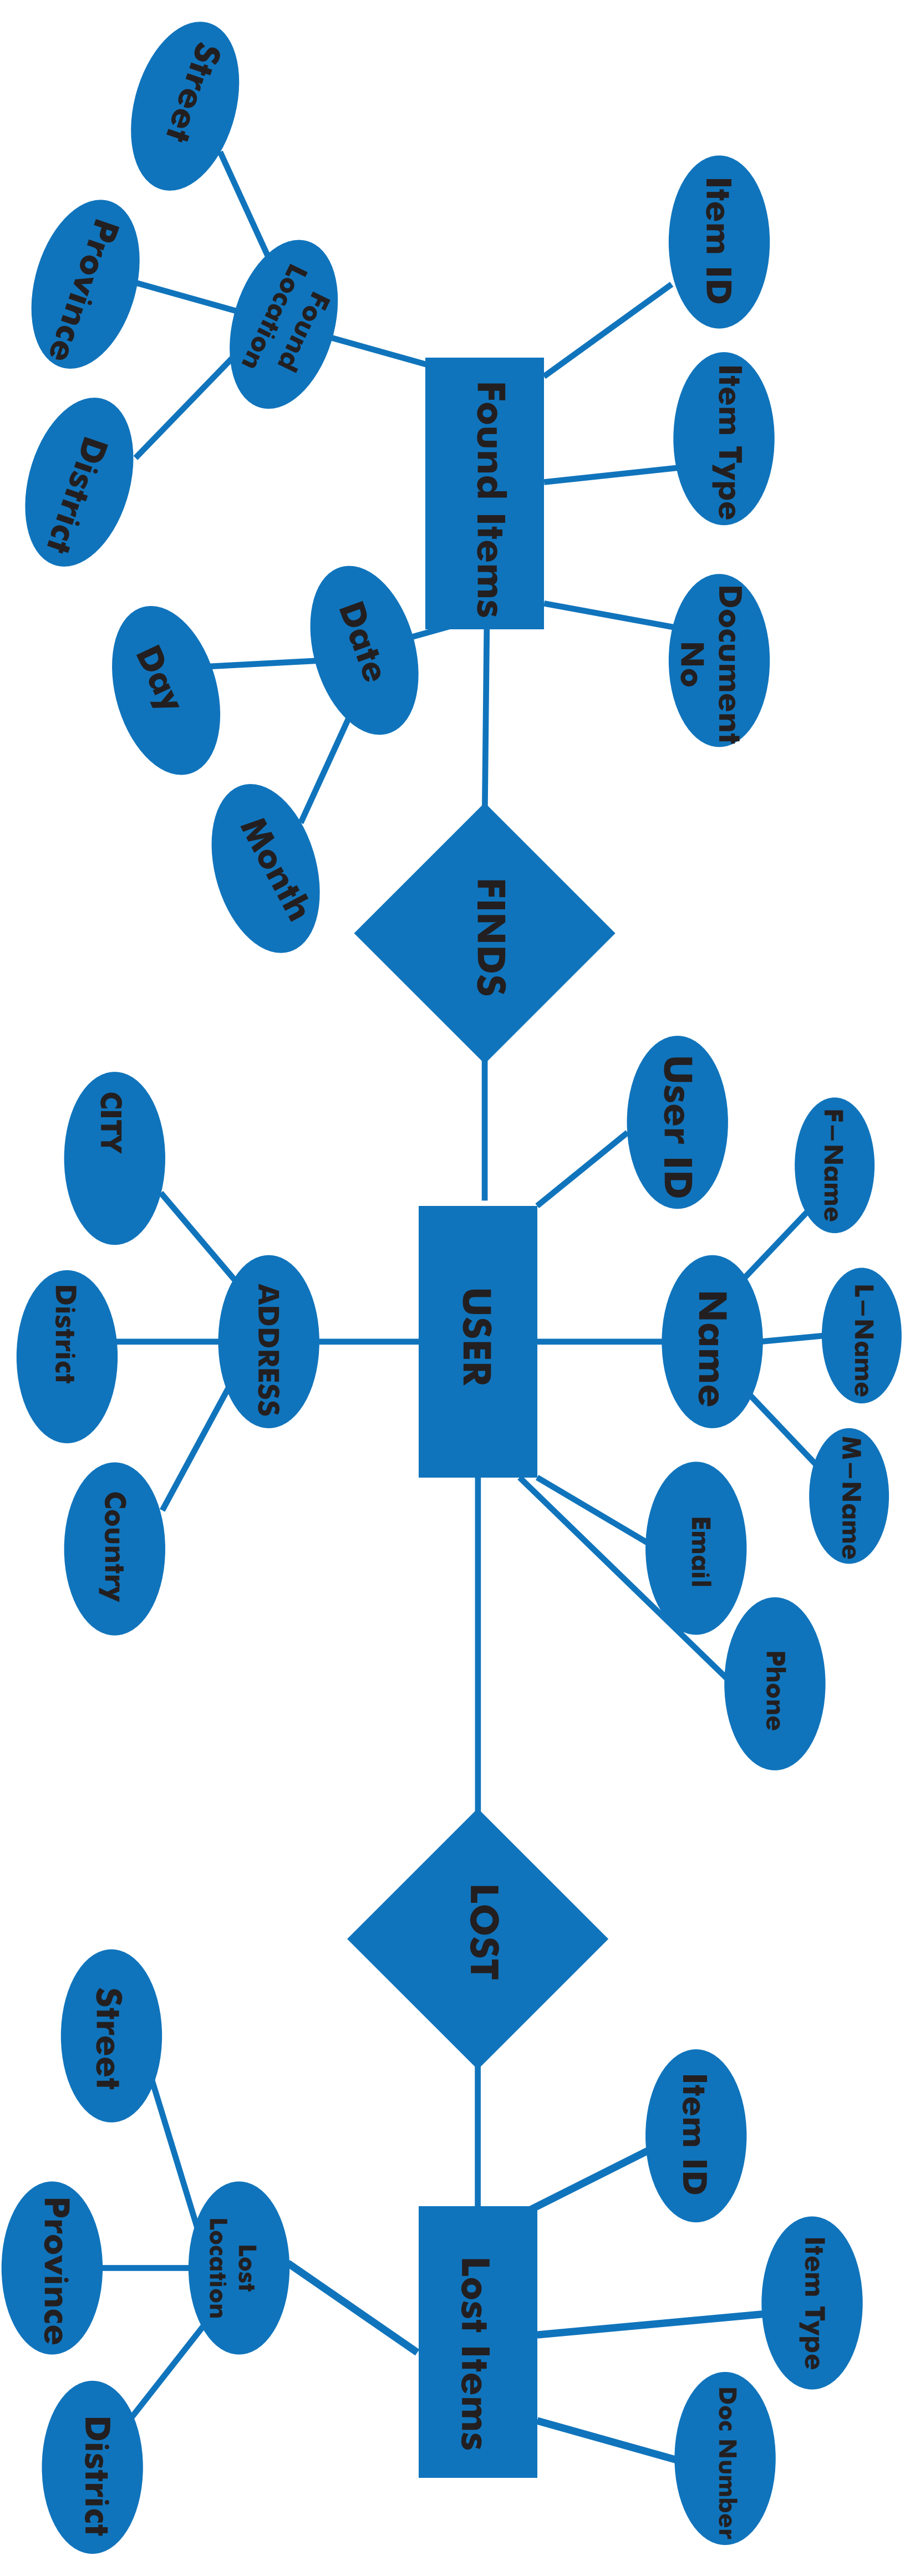 Street
Province
District
Found
Location
Found Items
Item ID
Item Type
Document
No
Date
Day
Month
FINDS
User ID
USER
Name
F–Name
L–Name
M–Name
Email
Phone
ADDRESS
CITY
District
Country
LOST
Lost Items
Item ID
Item Type
Doc Number
Lost
Location
Street
Province
District